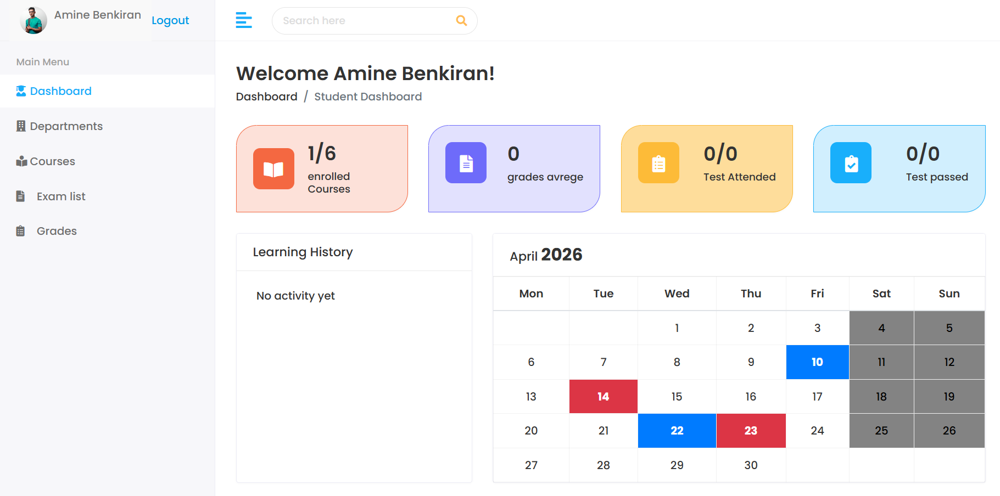 Amine Benkiran
Logout
Search here
Main Menu
Dashboard
Departments
Courses
Exam list
Grades
Welcome Amine Benkiran!
Dashboard / Student Dashboard
1/6
enrolled
Courses
0
grades avrege
0/0
Test Attended
0/0
Test passed
Learning History
No activity yet
April 2026
Mon Tue Wed Thu Fri Sat Sun
1 2 3 4 5
6 7 8 9 10 11 12
13 14 15 16 17 18 19
20 21 22 23 24 25 26
27 28 29 30